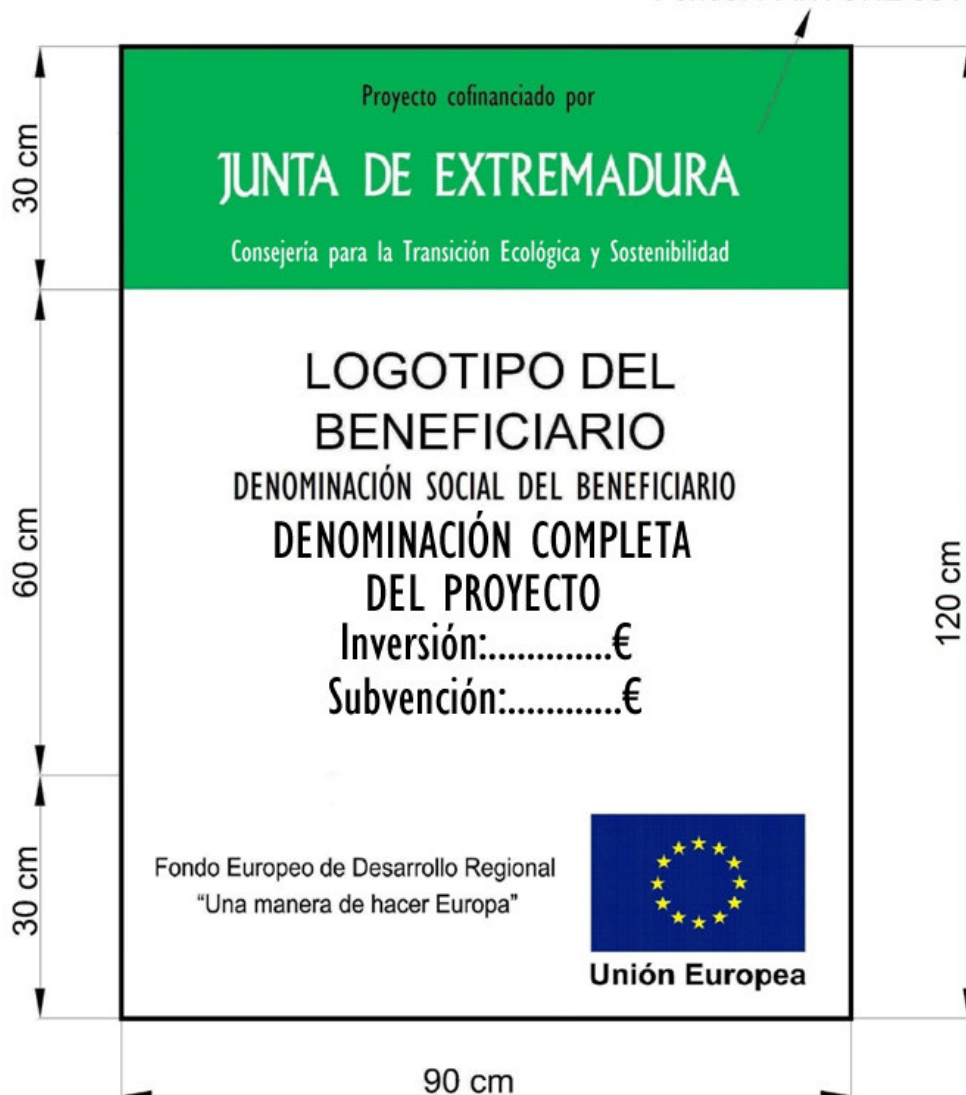 30 cm
Proyecto cofinanciado por
JUNTA DE EXTREMADURA
Consejería para la Transición Ecológica y Sostenibilidad
60 cm
LOGOTIPO DEL
BENEFICIARIO
DENOMINACIÓN SOCIAL DEL BENEFICIARIO
DENOMINACIÓN COMPLETA
DEL PROYECTO
Inversión:.............€
Subvención:.............€
120 cm
30 cm
Fondo Europeo de Desarrollo Regional
“Una manera de hacer Europa”
Unión Europea
90 cm